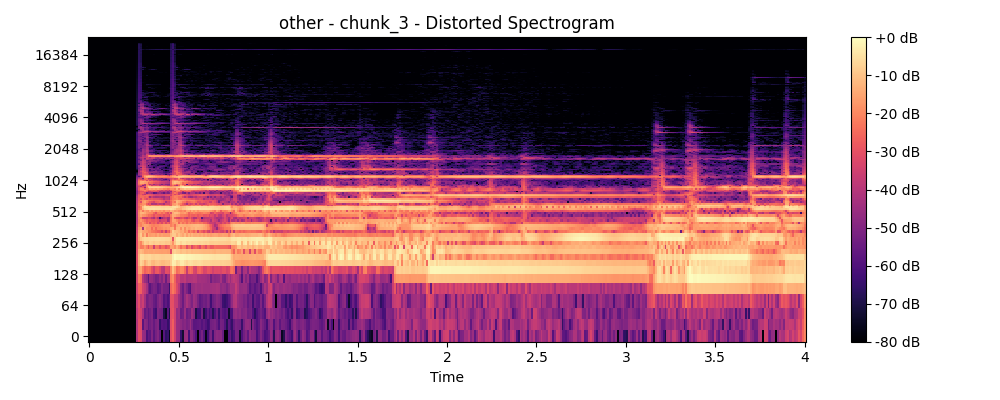 other - chunk_3 - Distorted Spectrogram
16384
8192
4096
2048
1024
512
256
128
64
0
Hz
0 0.5 1 1.5 2 2.5 3 3.5 4
Time
+0 dB
-10 dB
-20 dB
-30 dB
-40 dB
-50 dB
-60 dB
-70 dB
-80 dB